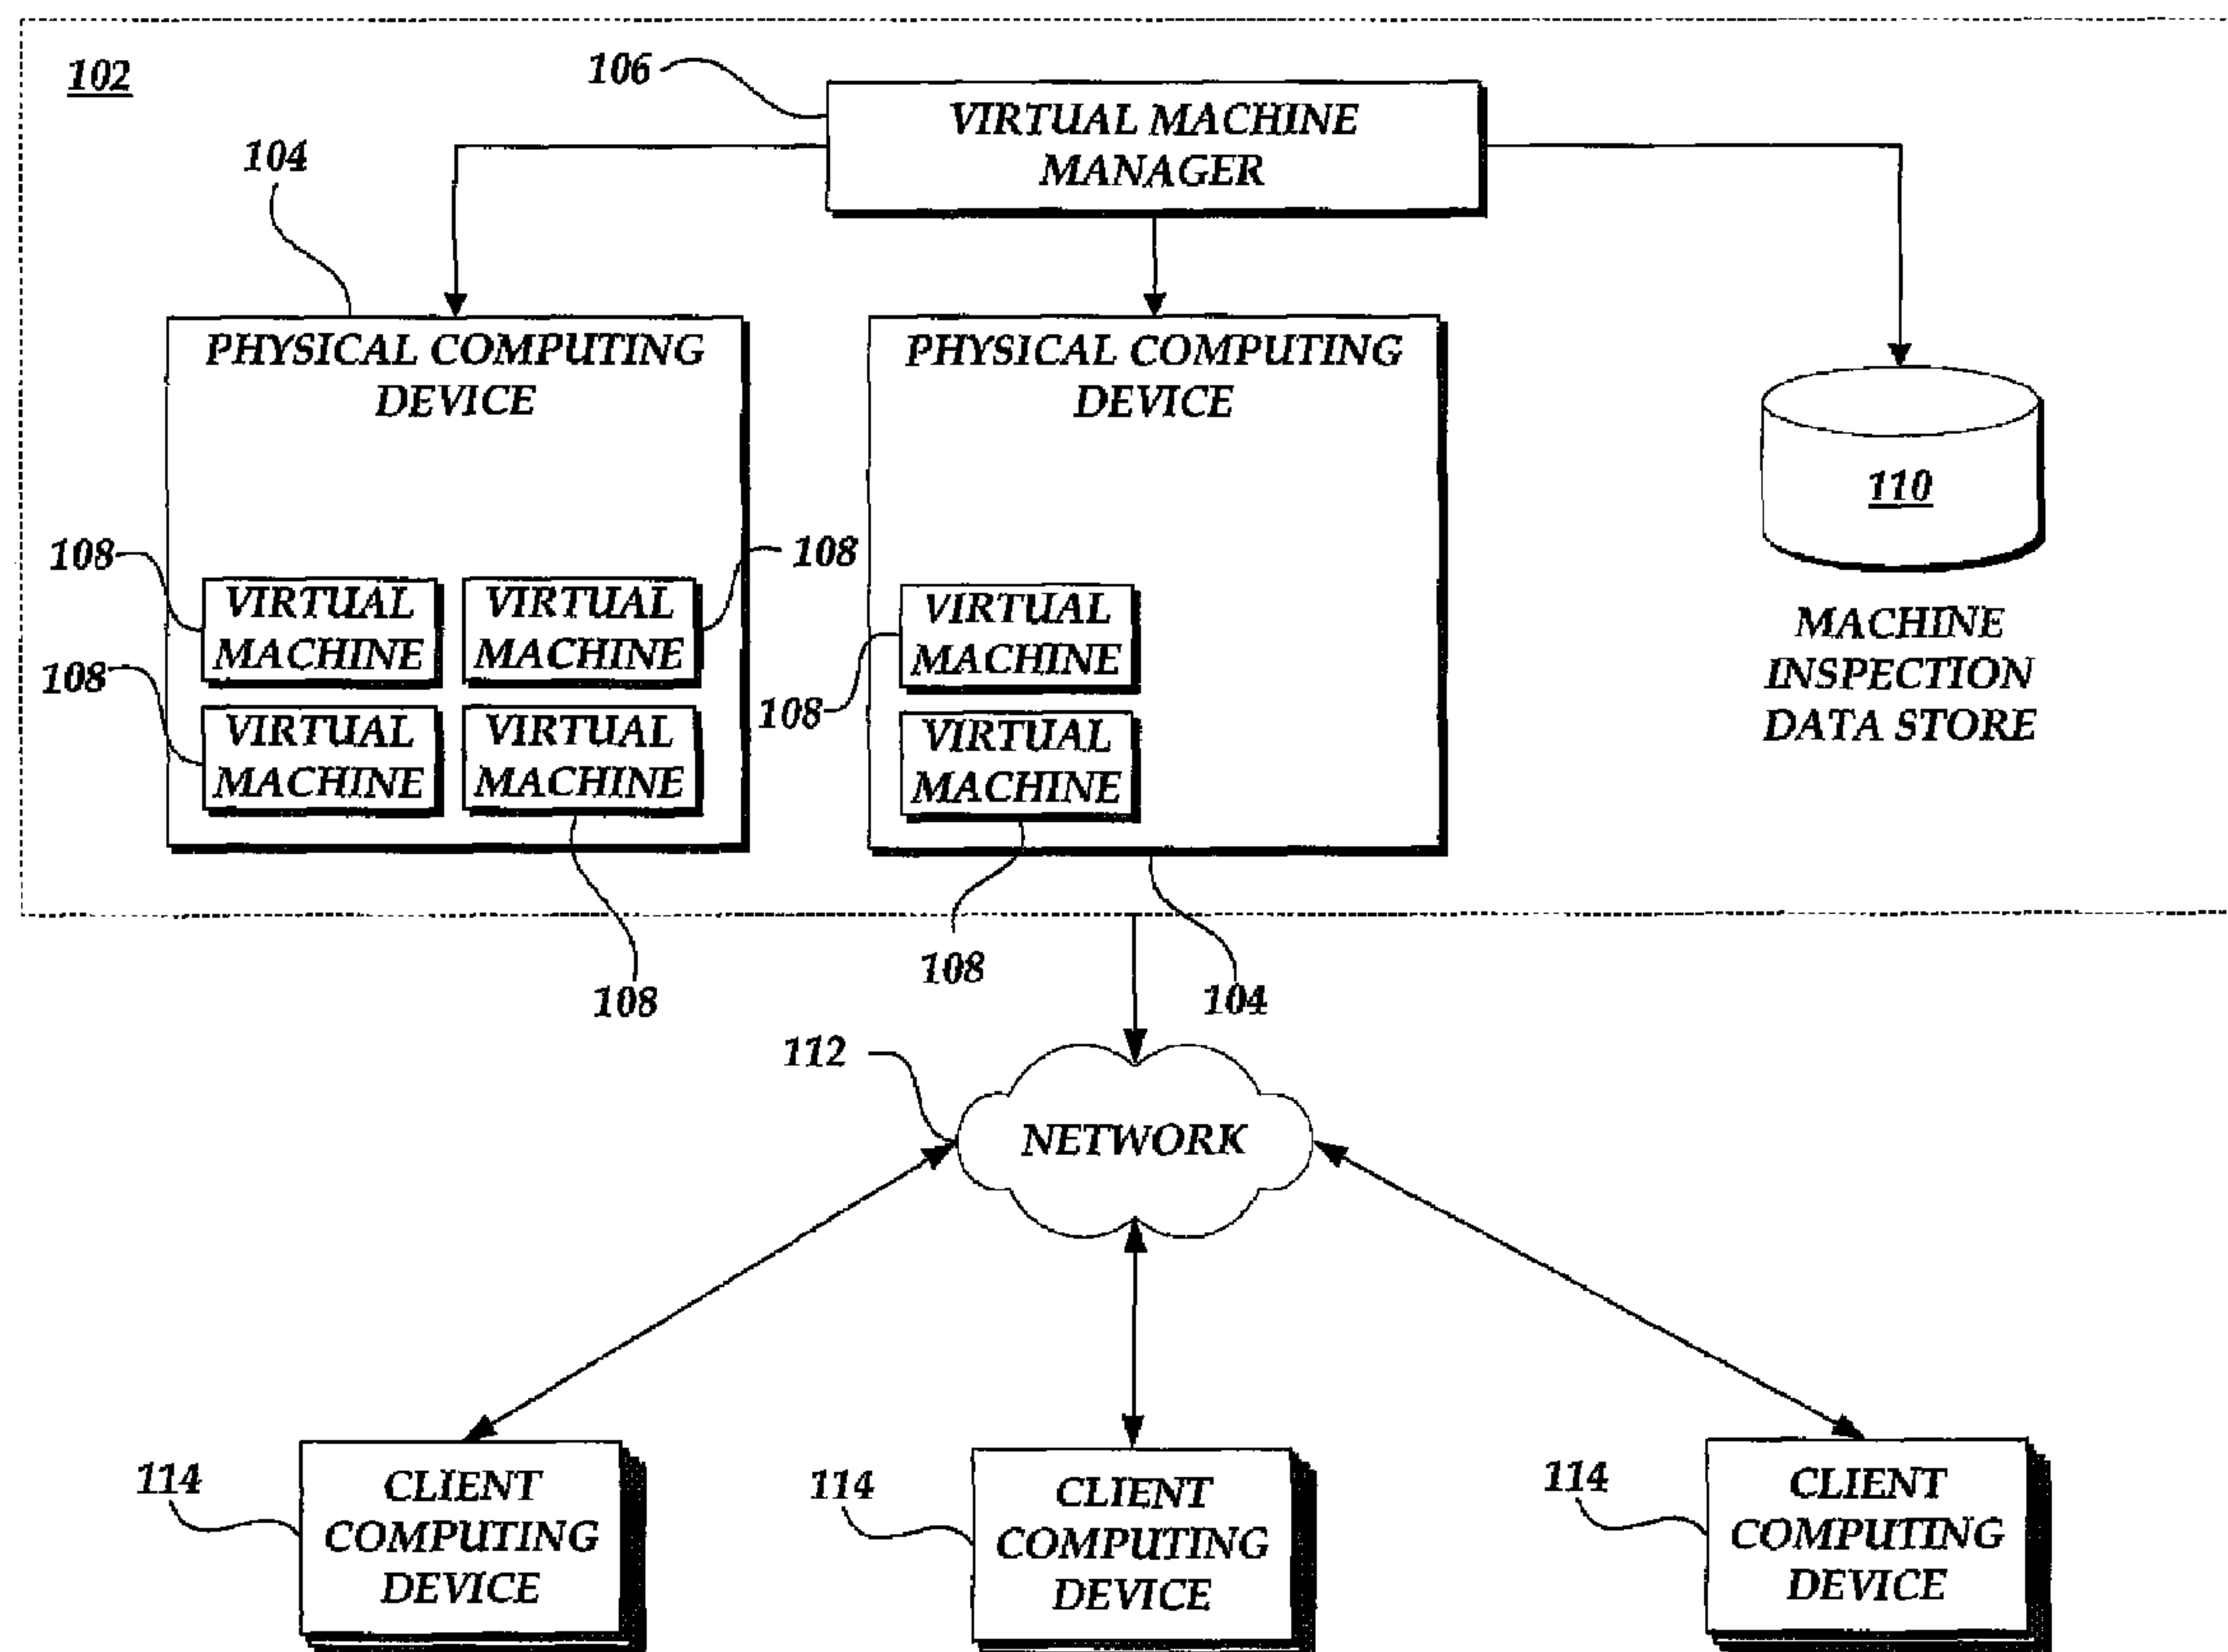 102
106
VIRTUAL MACHINE
MANAGER
104
PHYSICAL COMPUTING
DEVICE
PHYSICAL COMPUTING
DEVICE
110
MACHINE
INSPECTION
DATA STORE
108
108
VIRTUAL
MACHINE
VIRTUAL
MACHINE
108
VIRTUAL
MACHINE
VIRTUAL
MACHINE
108
VIRTUAL
MACHINE
108
VIRTUAL
MACHINE
108
104
112
NETWORK
114
CLIENT
COMPUTING
DEVICE
114
CLIENT
COMPUTING
DEVICE
114
CLIENT
COMPUTING
DEVICE